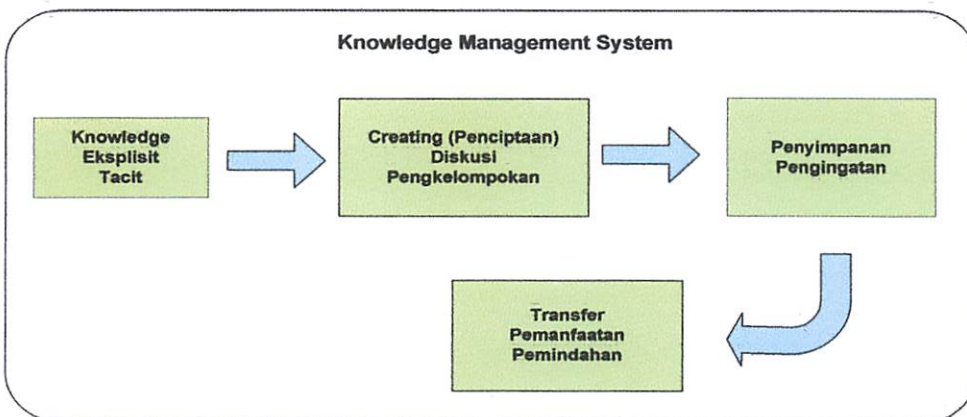 Knowledge Management System
Knowledge
Eksplisit
Tacit
Creating (Penciptaan)
Diskusi
Pengkelompokan
Penyimpanan
Pengingatan
Transfer
Pemanfaatan
Pemindahan